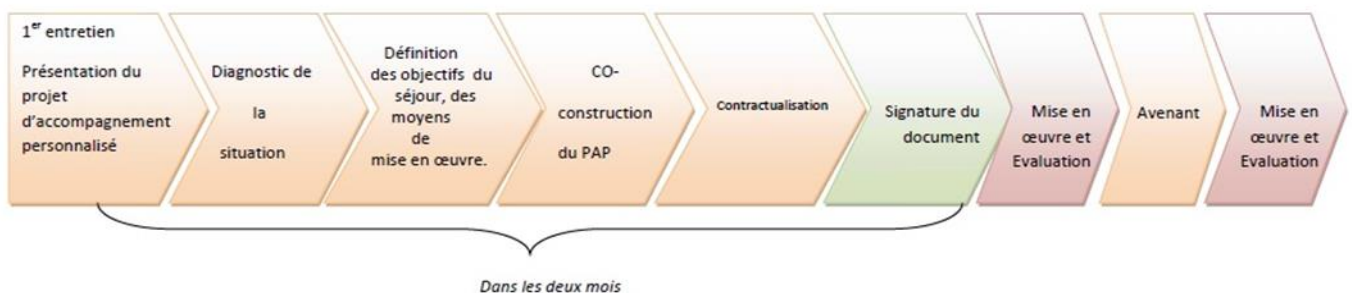 1er entretien
Présentation du
projet
d'accompagnement
personnalisé
Diagnostic de
la
situation
Définition
des objectifs du
séjour, des
moyens
de
mise en œuvre.
CO-
construction
du PAP
Contractualisation
Signature du
document
Mise en
œuvre et
Evaluation
Avenant
Mise en
œuvre et
Evaluation
Dans les deux mois